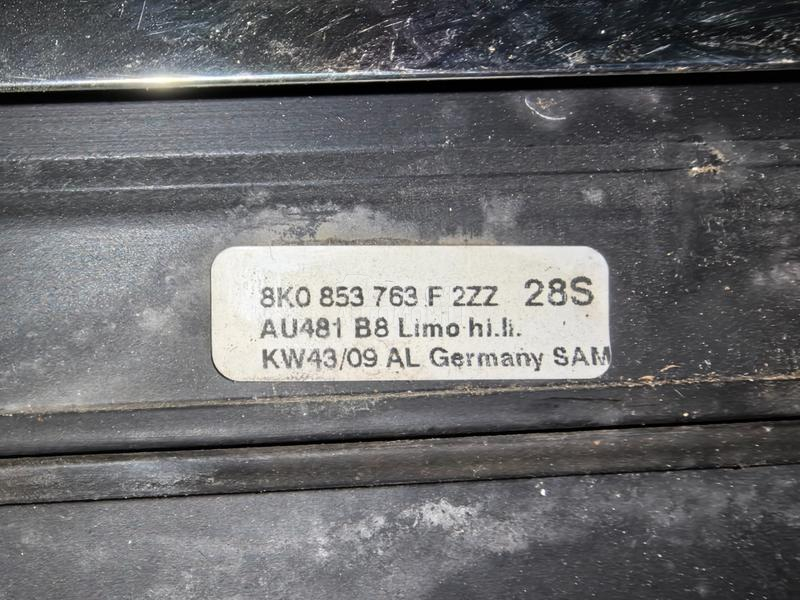 8K0 853 763 F 2ZZ 28S
AU481 B8 Limo hi.li.
KW43/09 AL Germany SAM